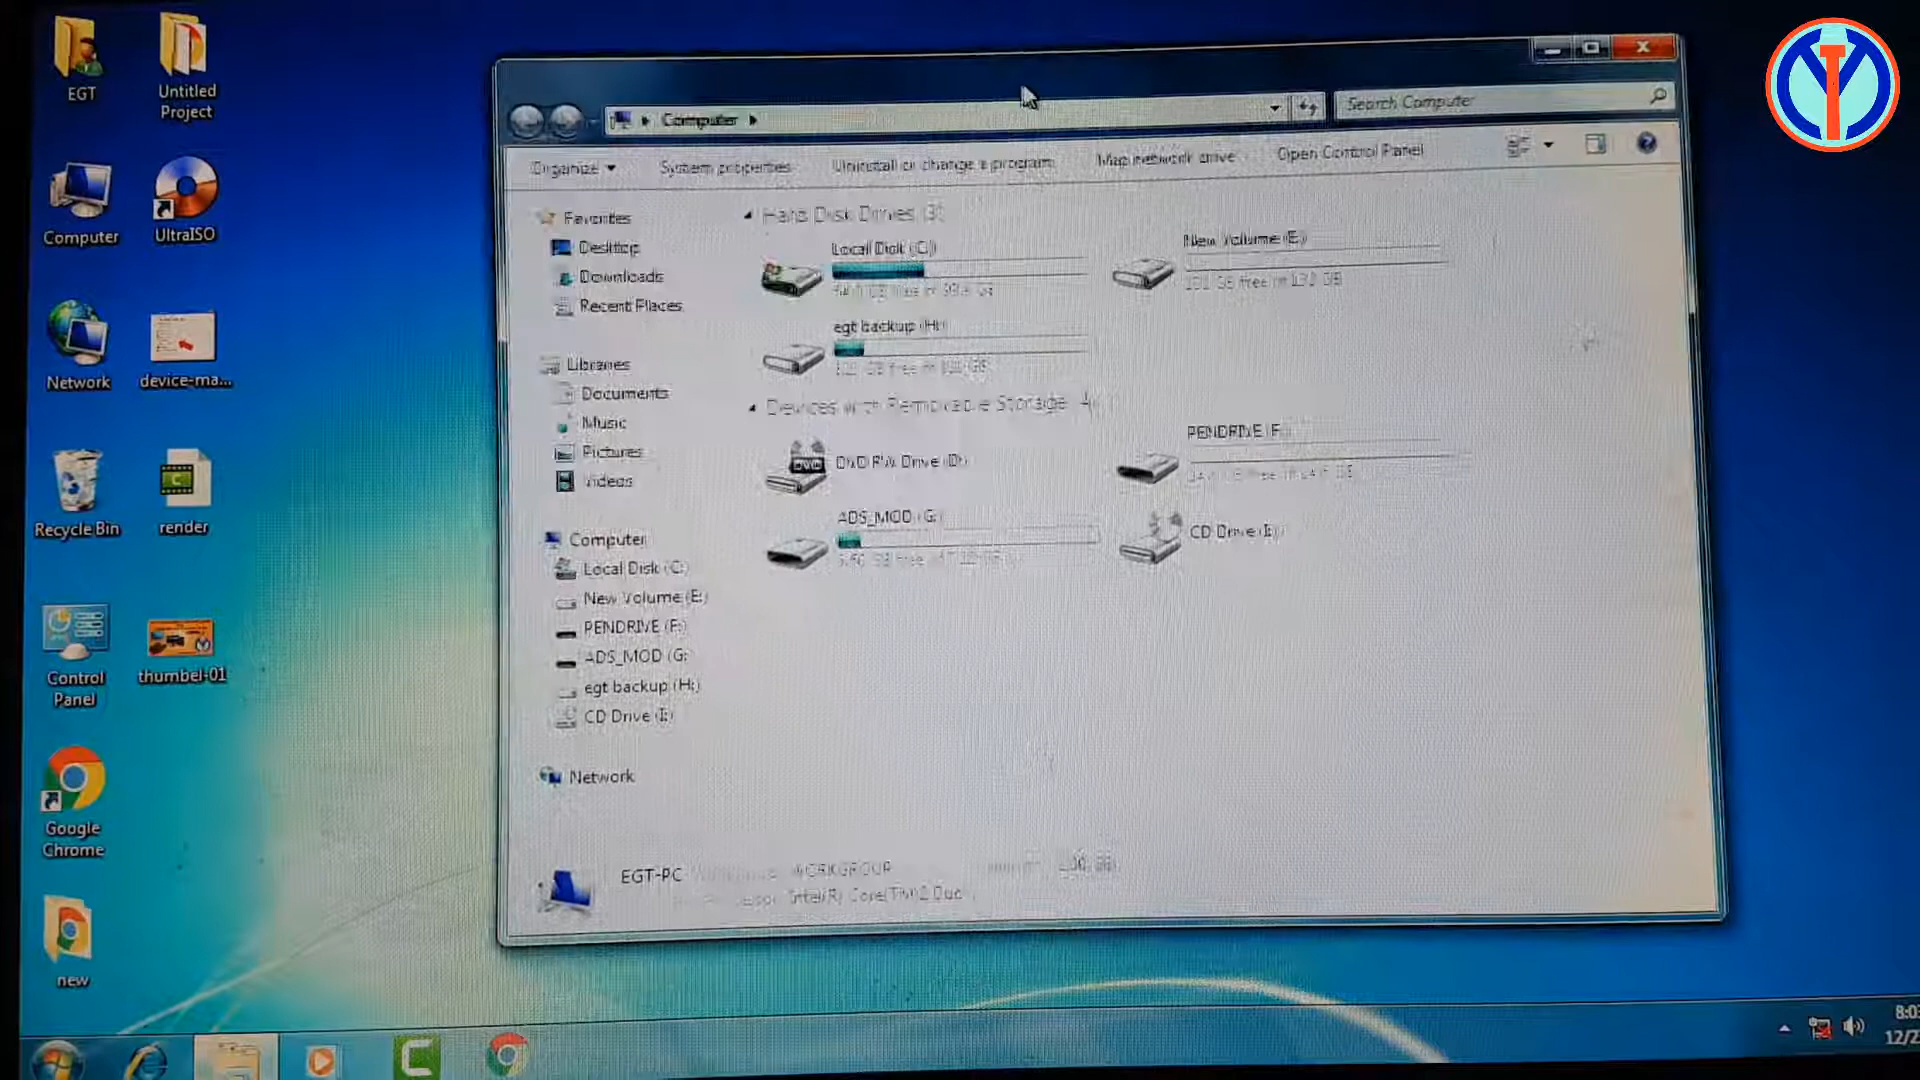 EGT
Untitled
Project
Computer
UltraISO
Network
device-ma...
Recycle Bin
render
Control
Panel
thumbel-01
Google
Chrome
new
Computer
Search Computer
Organize
System properties
Uninstall or change a program
Map network drive
Open Control Panel
Favorites
Desktop
Downloads
Recent Places
Libraries
Documents
Music
Pictures
Videos
Computer
Local Disk (C:)
New Volume (E:)
PENDRIVE (F:)
ADS_MOD (G:
egt backup (H:)
CD Drive (I:)
Network
Hard Disk Drives (3)
Local Disk (C:)
New Volume (E:)
egt backup (H:)
Devices with Removable Storage
DVD RW Drive (D:)
PENDRIVE (F:
ADS_MOD (G:)
CD Drive (I:)
EGT-PC
WORKGROUP
Intel(R) Core(TM)2 Duo
8:03
12/2